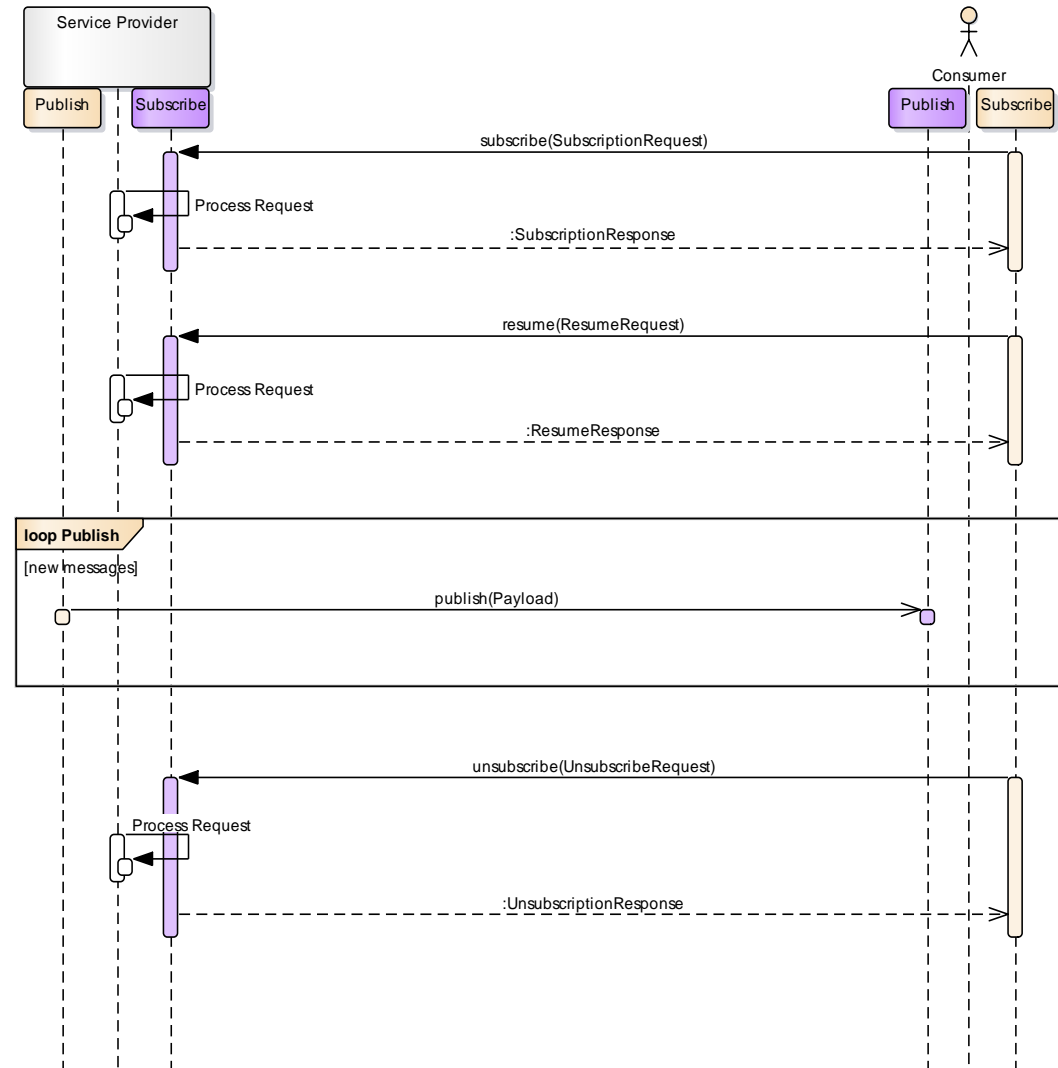 Service Provider
Consumer
Publish
Subscribe
Publish
Subscribe
subscribe(SubscriptionRequest)
Process Request
:SubscriptionResponse
resume(ResumeRequest)
Process Request
:ResumeResponse
loop Publish
[new messages]
publish(Payload)
unsubscribe(UnsubscribeRequest)
Process Request
:UnsubscriptionResponse